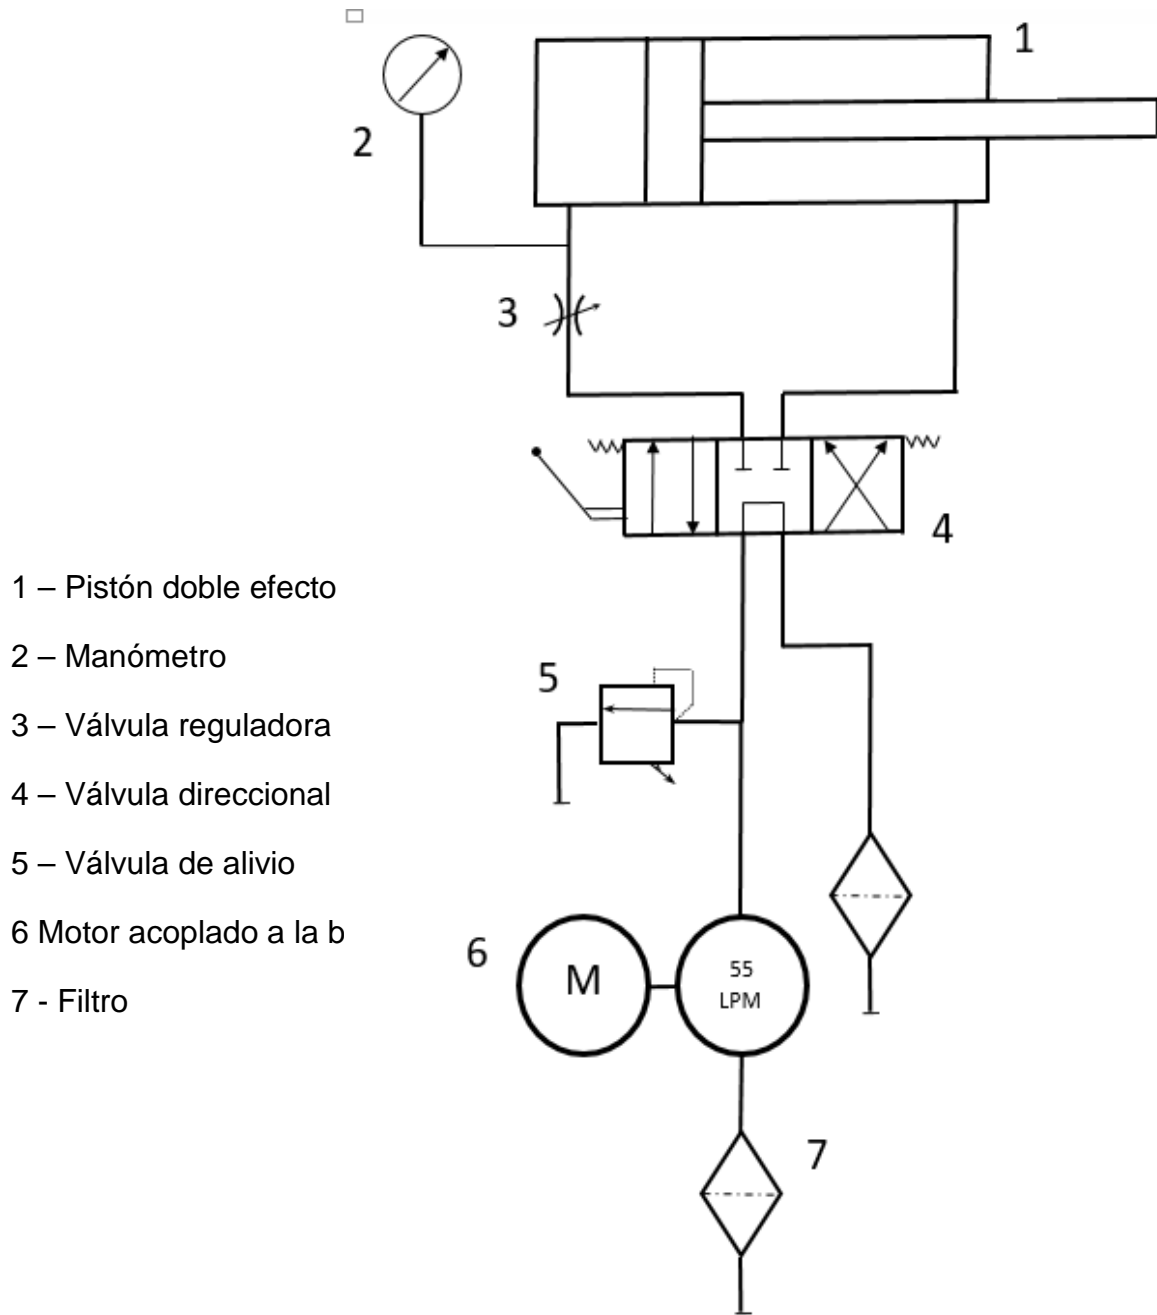 1
2
3
4
1 – Pistón doble efecto
2 – Manómetro
5
3 – Válvula reguladora
4 – Válvula direccional
5 – Válvula de alivio
6 Motor acoplado a la b
6
M
55
LPM
7 - Filtro
7